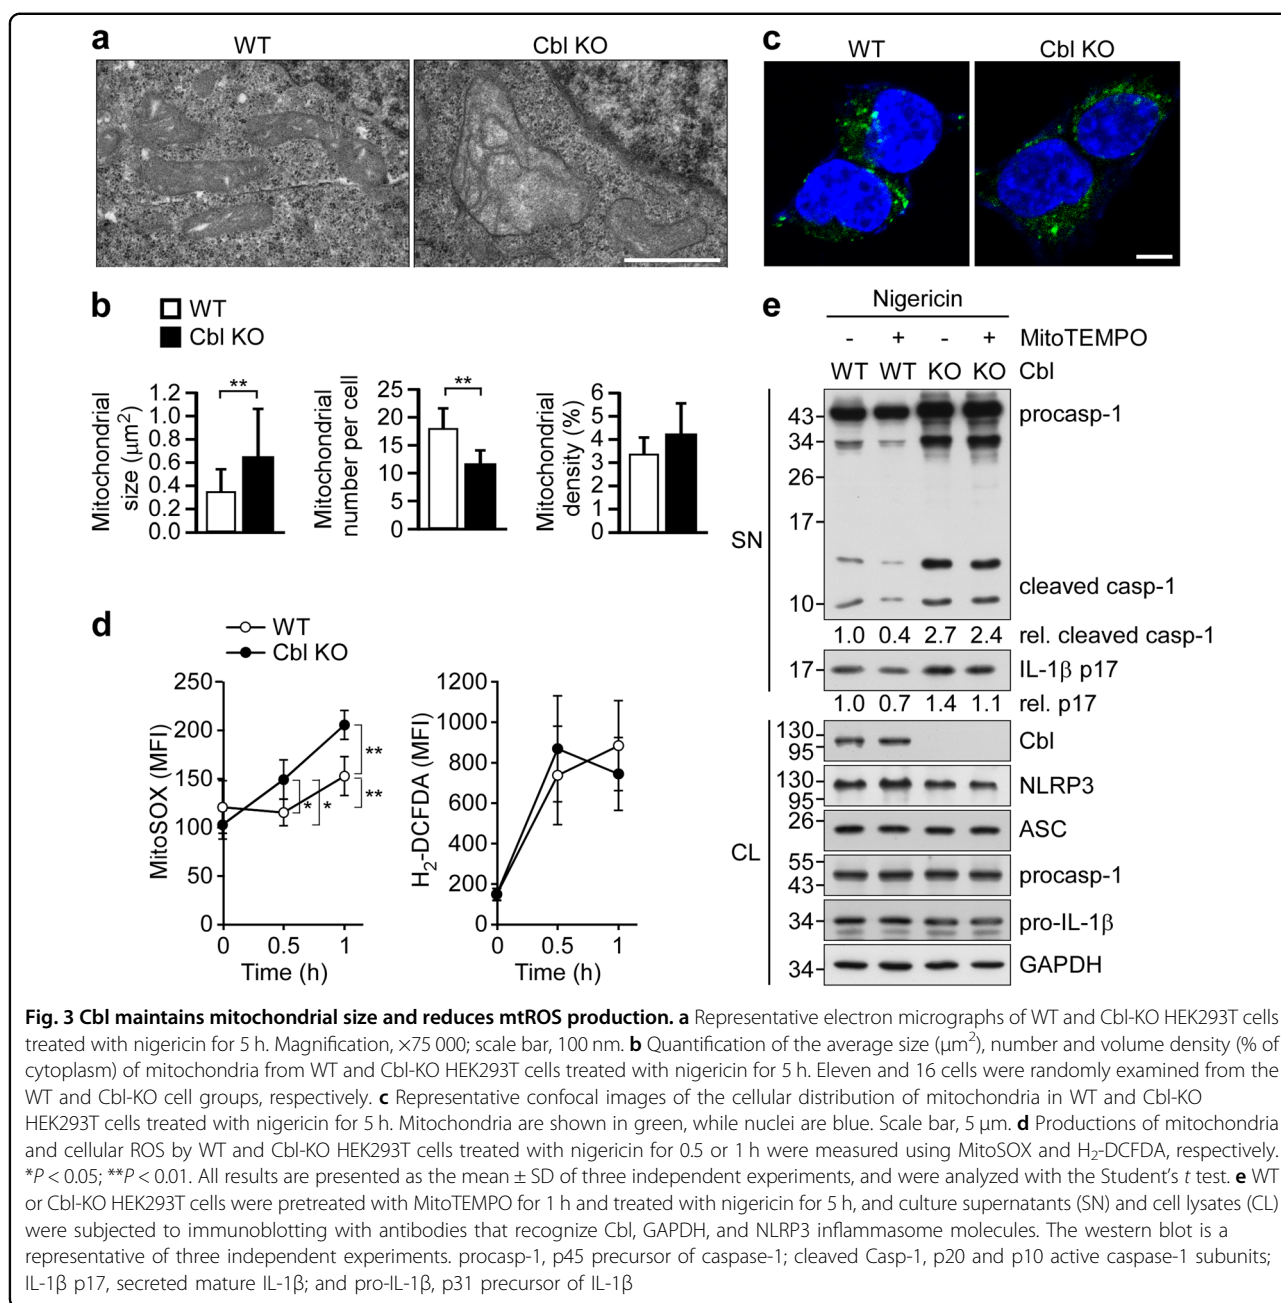 a
WT
Cbl KO
c
WT
Cbl KO
b
WT
Cbl KO
Mitochondrial
size (μm²)
1.2
1.0
0.8
0.6
0.4
0.2
0.0
**
Mitochondrial
number per cell
25
20
15
10
5
0
**
Mitochondrial
density (%)
6
5
4
3
2
1
0
d
WT
Cbl KO
MitoSOX (MFI)
250
200
150
100
50
0
0 0.5 1
Time (h)
*
*
**
**
H₂-DCFDA (MFI)
1200
1000
800
600
400
200
0
0 0.5 1
Time (h)
e
Nigericin
- + - + MitoTEMPO
WT WT KO KO Cbl
SN
43 procasp-1
34
26
17
cleaved casp-1
10
1.0 0.4 2.7 2.4 rel. cleaved casp-1
17 IL-1β p17
1.0 0.7 1.4 1.1 rel. p17
CL
130
95 Cbl
130 NLRP3
95
26 ASC
55 procasp-1
43
34 pro-IL-1β
34 GAPDH
Fig. 3 Cbl maintains mitochondrial size and reduces mtROS production. a Representative electron micrographs of WT and Cbl-KO HEK293T cells
treated with nigericin for 5 h. Magnification, ×75 000; scale bar, 100 nm. b Quantification of the average size (μm²), number and volume density (% of
cytoplasm) of mitochondria from WT and Cbl-KO HEK293T cells treated with nigericin for 5 h. Eleven and 16 cells were randomly examined from the
WT and Cbl-KO cell groups, respectively. c Representative confocal images of the cellular distribution of mitochondria in WT and Cbl-KO
HEK293T cells treated with nigericin for 5 h. Mitochondria are shown in green, while nuclei are blue. Scale bar, 5 μm. d Productions of mitochondria
and cellular ROS by WT and Cbl-KO HEK293T cells treated with nigericin for 0.5 or 1 h were measured using MitoSOX and H₂-DCFDA, respectively.
*P < 0.05; **P < 0.01. All results are presented as the mean ± SD of three independent experiments, and were analyzed with the Student's t test. e WT
or Cbl-KO HEK293T cells were pretreated with MitoTEMPO for 1 h and treated with nigericin for 5 h, and culture supernatants (SN) and cell lysates (CL)
were subjected to immunoblotting with antibodies that recognize Cbl, GAPDH, and NLRP3 inflammasome molecules. The western blot is a
representative of three independent experiments. procasp-1, p45 precursor of caspase-1; cleaved Casp-1, p20 and p10 active caspase-1 subunits;
IL-1β p17, secreted mature IL-1β; and pro-IL-1β, p31 precursor of IL-1β